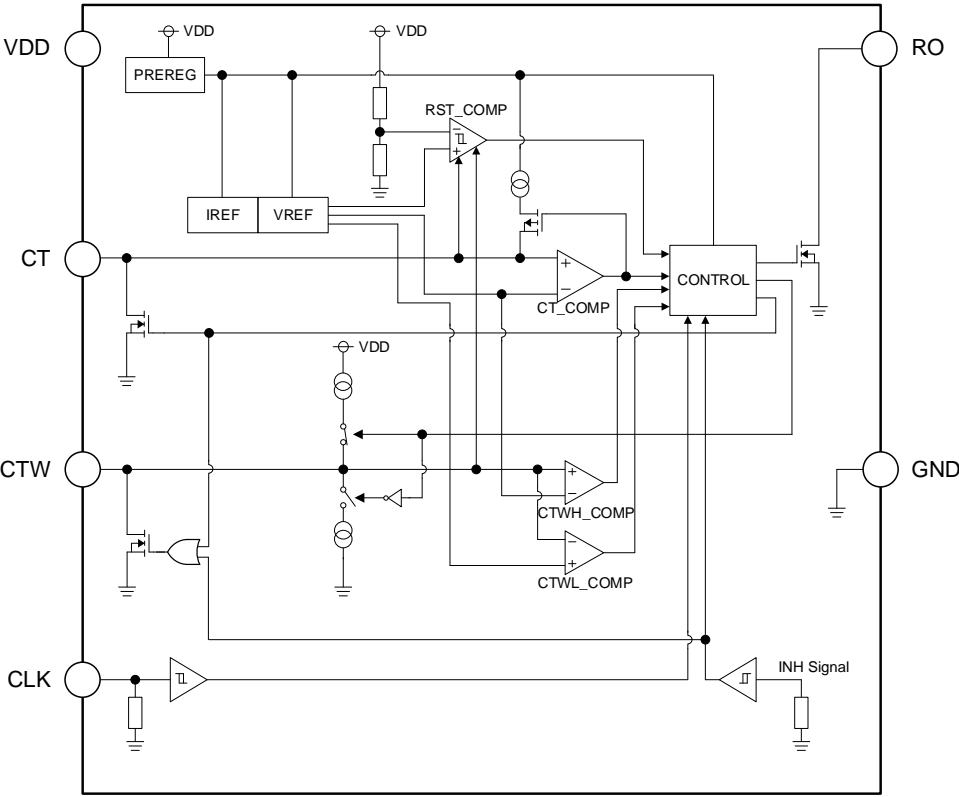 VDD
VDD
VDD
RO
PREREG
RST_COMP
IREF
VREF
CT
CONTROL
CT_COMP
VDD
CTW
GND
CTWH_COMP
CTWL_COMP
CLK
INH Signal